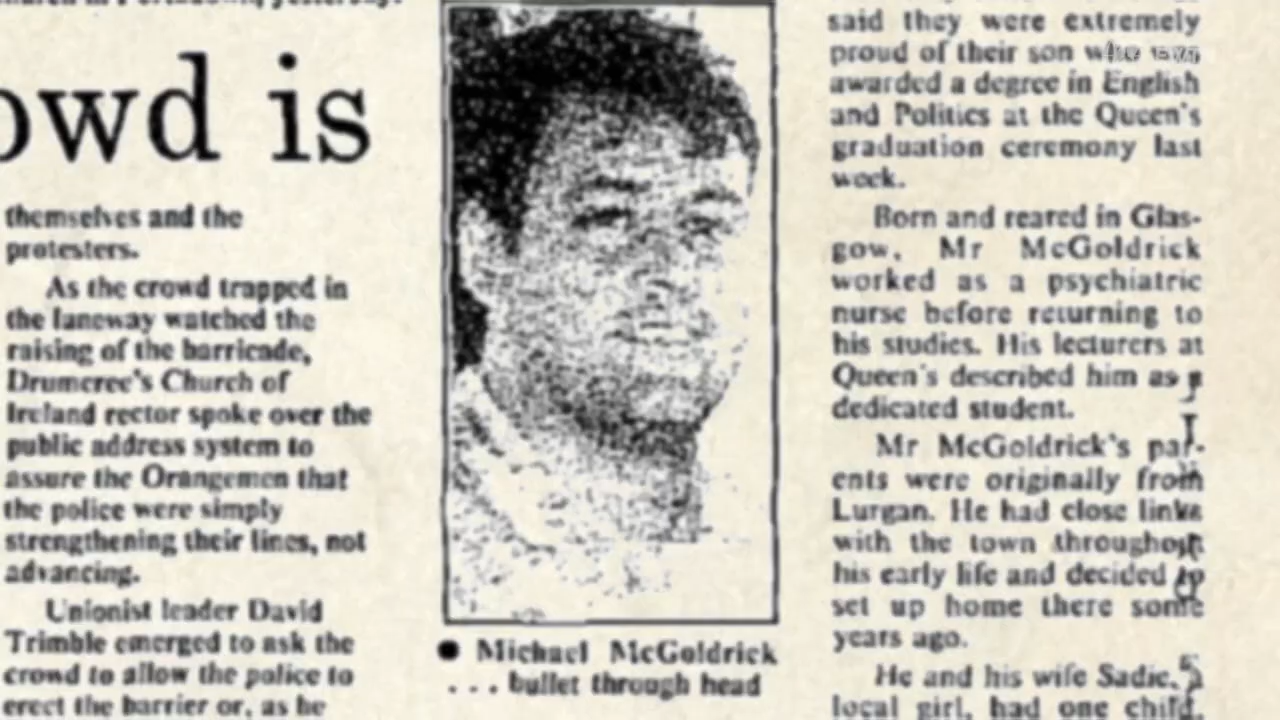 owd is
themselves and the
protesters.
As the crowd trapped in
the laneway watched the
raising of the barricade,
Drumcree's Church of
Ireland rector spoke over the
public address system to
assure the Orangemen that
the police were simply
strengthening their lines, not
advancing.
Unionist leader David
Trimble emerged to ask the
crowd to allow the police to
erect the barrier or, as he
● Michael McGoldrick
... bullet through head
said they were extremely
proud of their son
awarded a degree in English
and Politics at the Queen's
graduation ceremony last
week.
Born and reared in Glas-
gow, Mr McGoldrick
worked as a psychiatric
nurse before returning to
his studies. His lecturers at
Queen's described him as a
dedicated student.
Mr McGoldrick's par-
ents were originally from
Lurgan. He had close links
with the town throughout
his early life and decided to
set up home there some
years ago.
He and his wife Sadie, a
local girl, had one child,